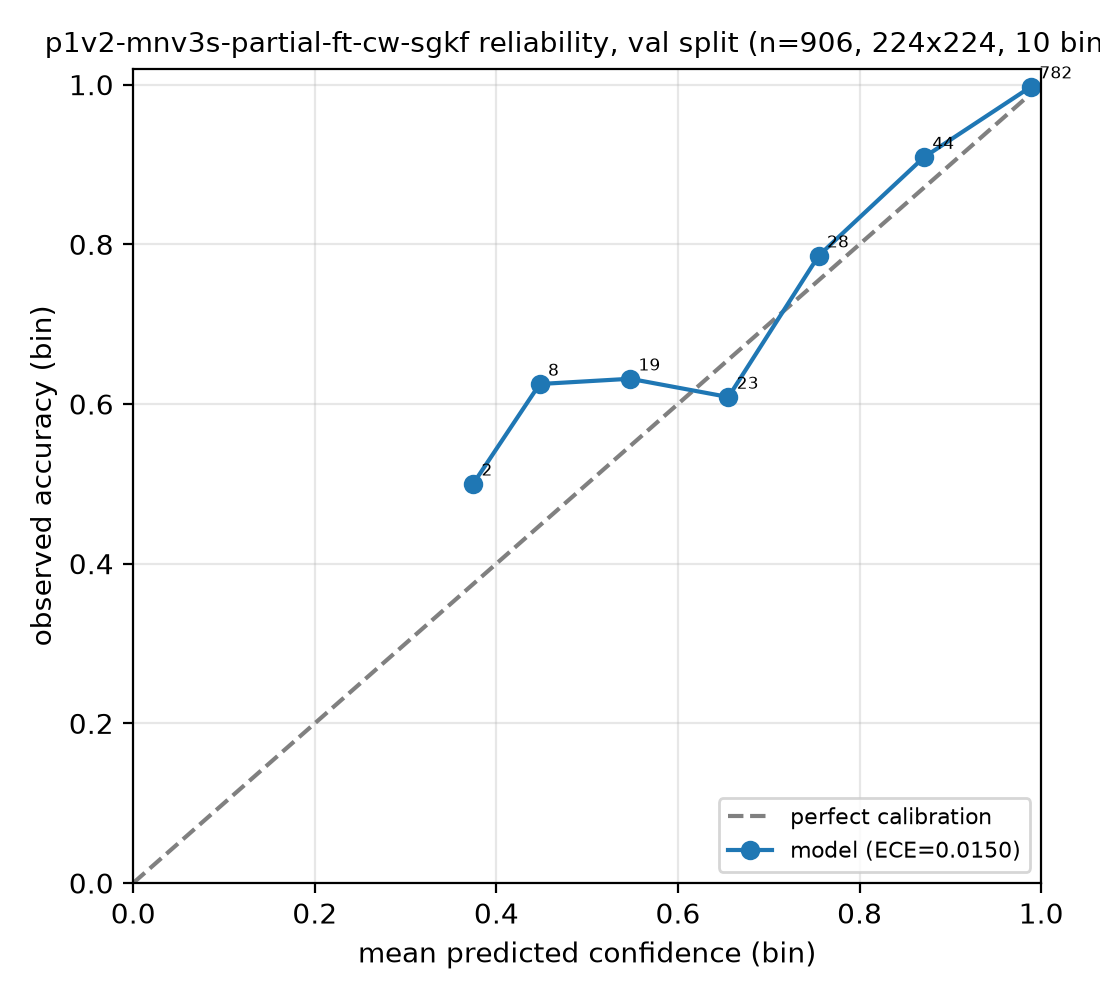 p1v2-mnv3s-partial-ft-cw-sgkf reliability, val split (n=906, 224x224, 10 bin
782
1.0
44
0.8
28
19
8
23
0.6
2
0.4
0.2
0.0
observed accuracy (bin)
perfect calibration
model (ECE=0.0150)
0.0 0.2 0.4 0.6 0.8 1.0
mean predicted confidence (bin)